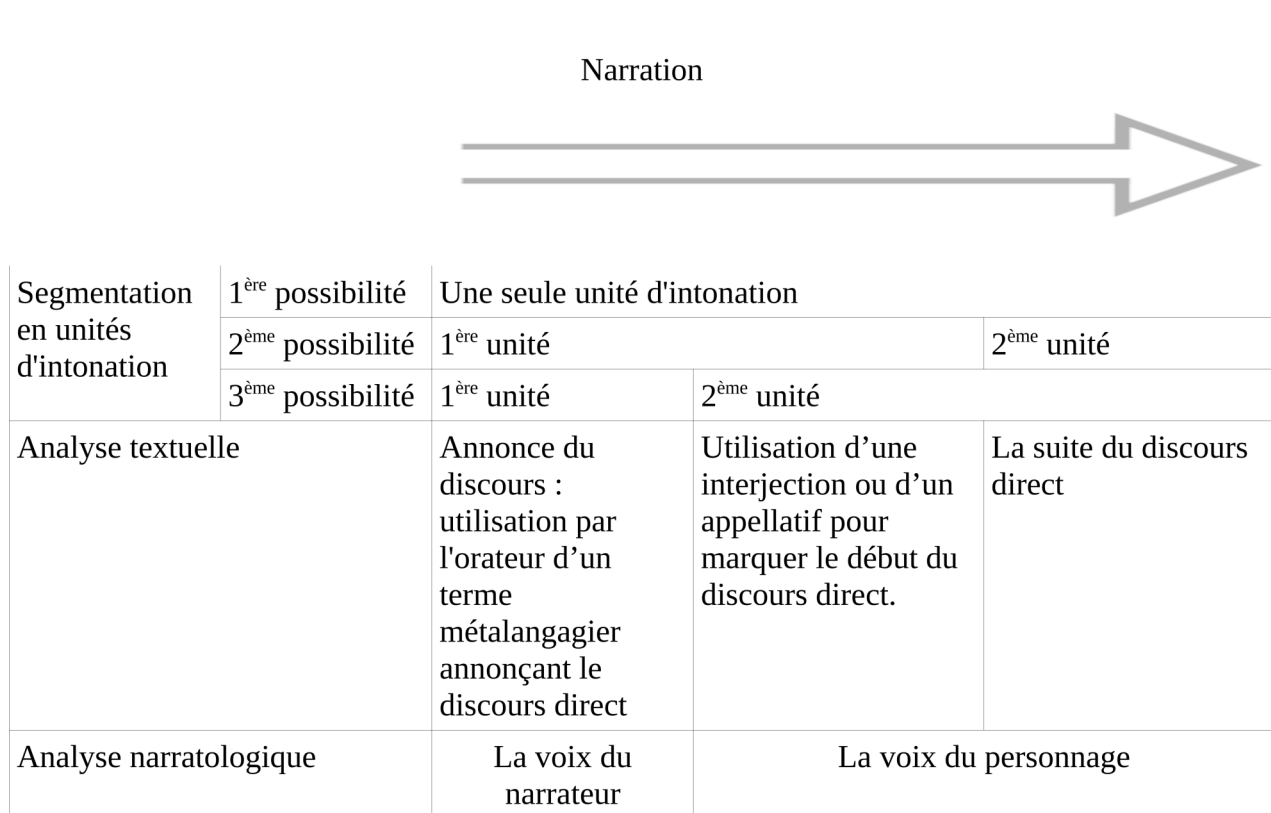 Narration
Segmentation
en unités
d'intonation
1ère possibilité
Une seule unité d'intonation
2ème possibilité
1ère unité
2ème unité
3ème possibilité
1ère unité
2ème unité
Analyse textuelle
Annonce du
discours :
utilisation par
l'orateur d’un
terme
métalangagier
annonçant le
discours direct
Utilisation d’une
interjection ou d’un
appellatif pour
marquer le début du
discours direct.
La suite du discours
direct
Analyse narratologique
La voix du
narrateur
La voix du personnage